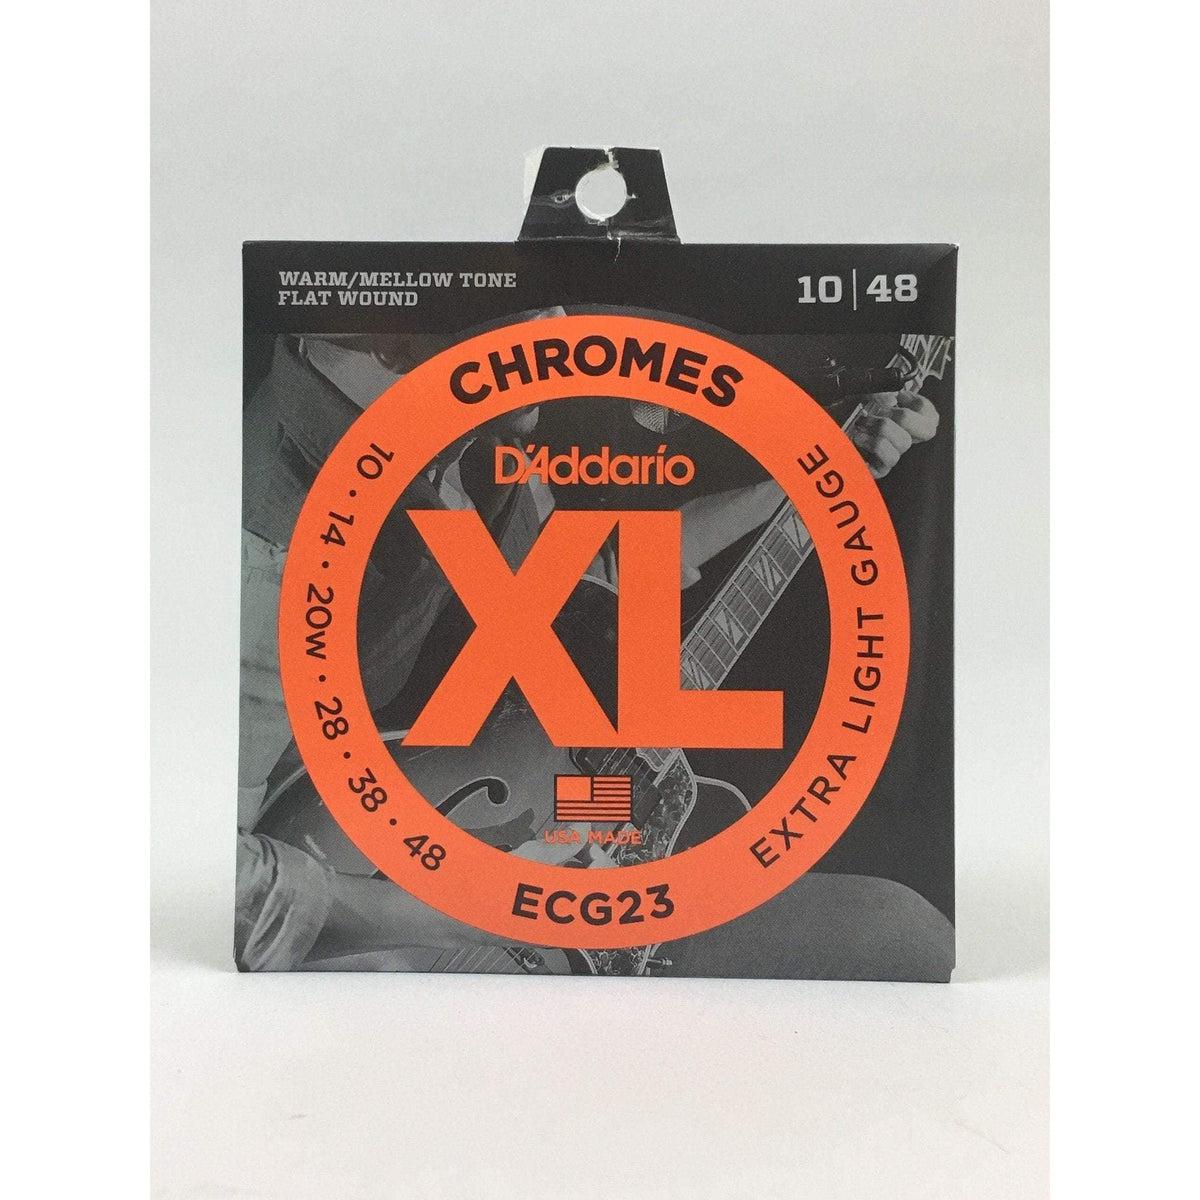 WARM/MELLOW TONE
FLAT WOUND
10|48
CHROMES
D'Addario
XL
10 · 14 · 20w · 28 · 38 · 48
EXTRA LIGHT GAUGE
USA MADE
ECG23